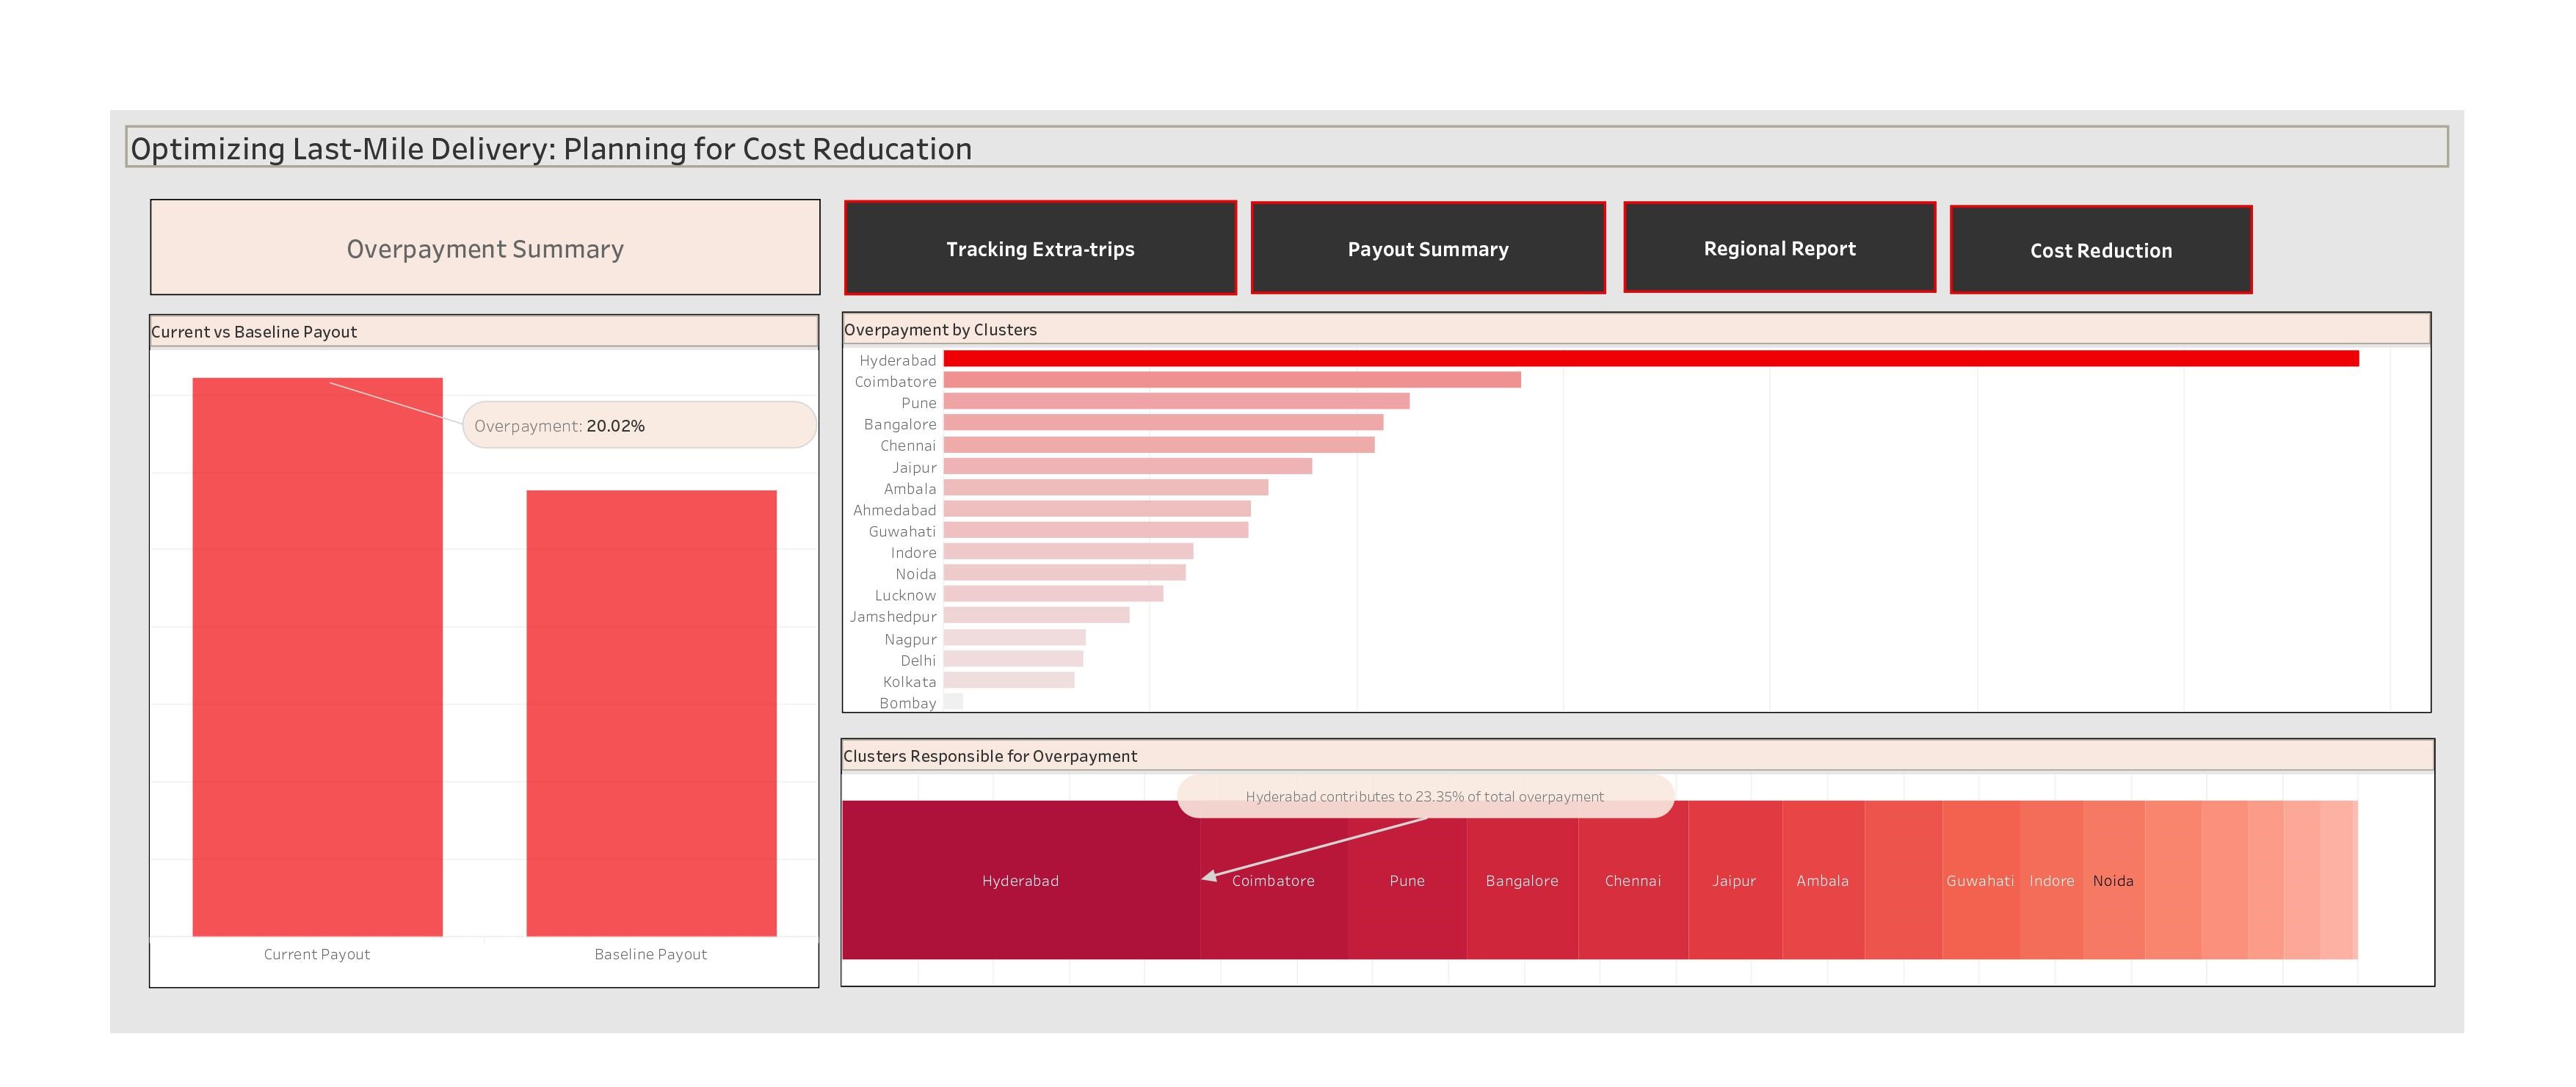 Optimizing Last-Mile Delivery: Planning for Cost Reducation
Overpayment Summary
Tracking Extra-trips
Payout Summary
Regional Report
Cost Reduction
Current vs Baseline Payout
Overpayment: 20.02%
Current Payout
Baseline Payout
Overpayment by Clusters
Hyderabad
Coimbatore
Pune
Bangalore
Chennai
Jaipur
Ambala
Ahmedabad
Guwahati
Indore
Noida
Lucknow
Jamshedpur
Nagpur
Delhi
Kolkata
Bombay
Clusters Responsible for Overpayment
Hyderabad contributes to 23.35% of total overpayment
Hyderabad
Coimbatore
Pune
Bangalore
Chennai
Jaipur
Ambala
Guwahati
Indore
Noida